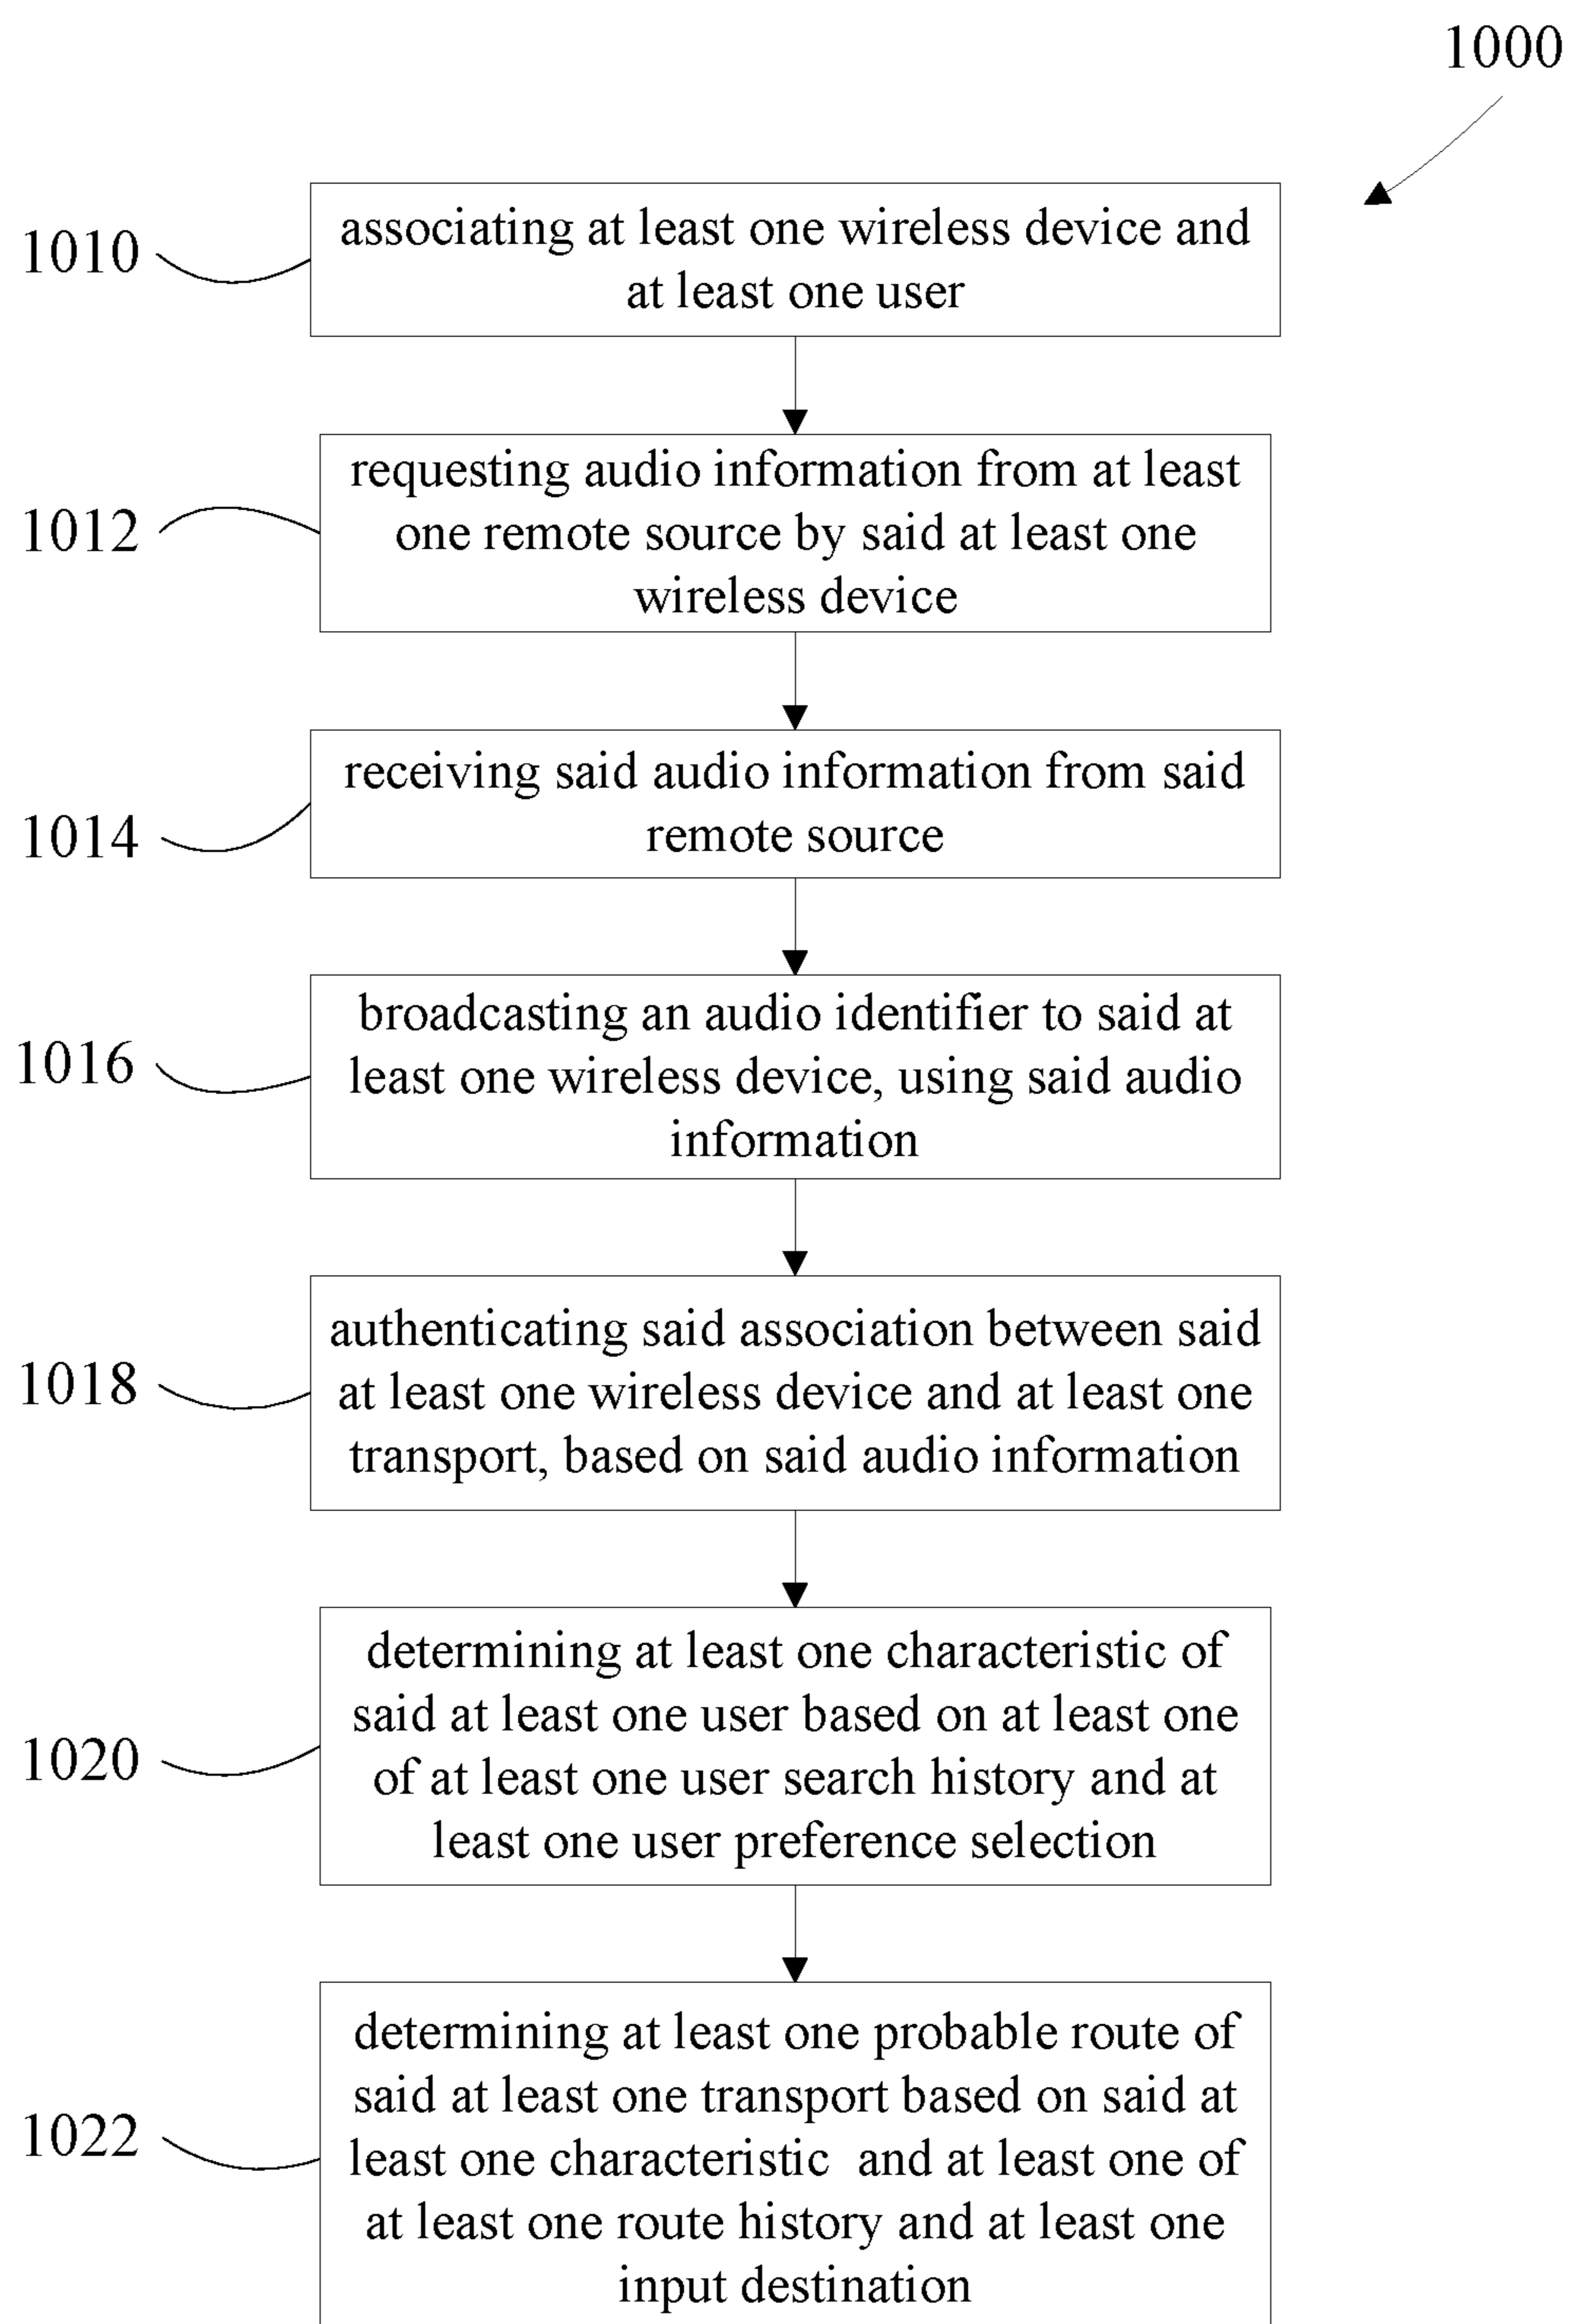 1000
1010
associating at least one wireless device and
at least one user
1012
requesting audio information from at least
one remote source by said at least one
wireless device
1014
receiving said audio information from said
remote source
1016
broadcasting an audio identifier to said at
least one wireless device, using said audio
information
1018
authenticating said association between said
at least one wireless device and at least one
transport, based on said audio information
1020
determining at least one characteristic of
said at least one user based on at least one
of at least one user search history and at
least one user preference selection
1022
determining at least one probable route of
said at least one transport based on said at
least one characteristic  and at least one of
at least one route history and at least one
input destination